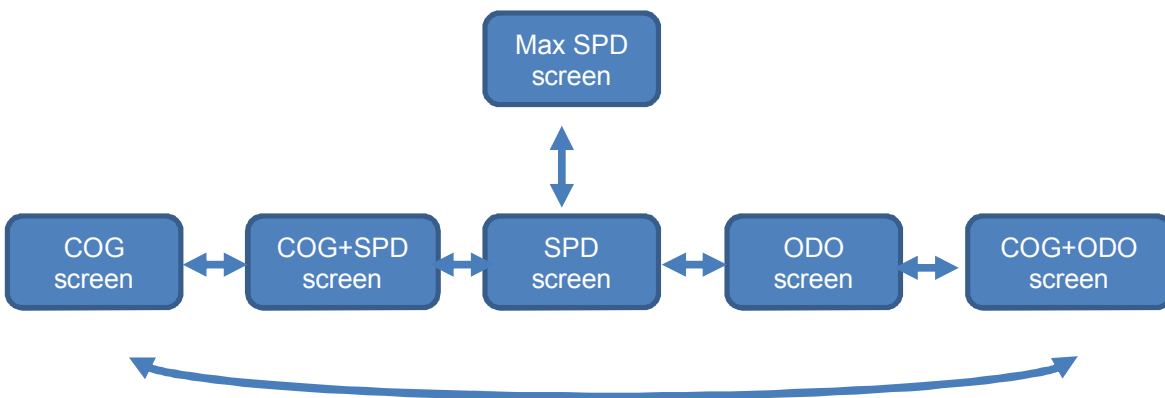 Max SPD
screen
COG
screen
COG+SPD
screen
SPD
screen
ODO
screen
COG+ODO
screen